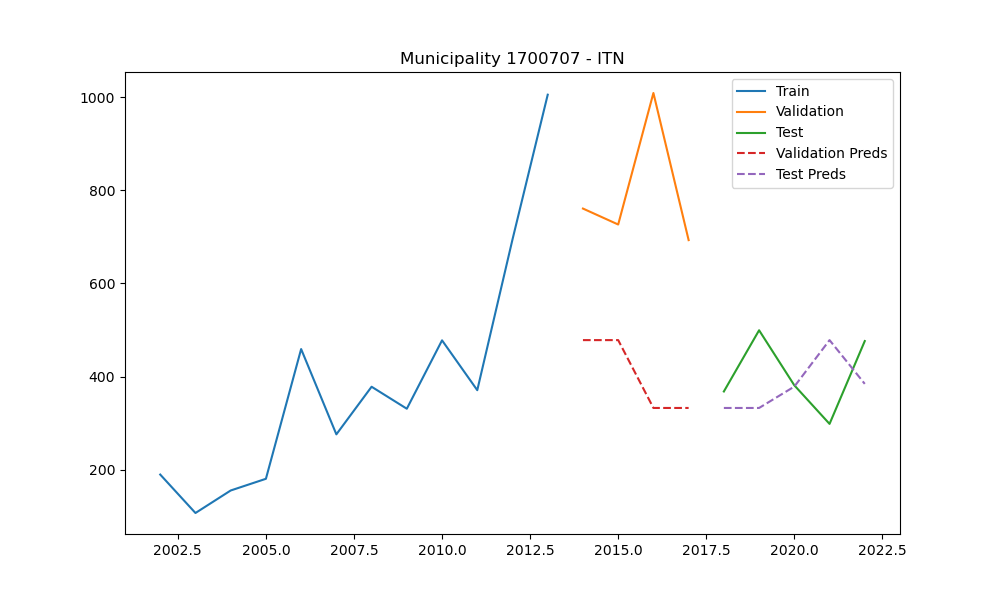 Municipality 1700707 - ITN
1000
800
600
400
200
2002.5 2005.0 2007.5 2010.0 2012.5 2015.0 2017.5 2020.0 2022.5
Train
Validation
Test
Validation Preds
Test Preds